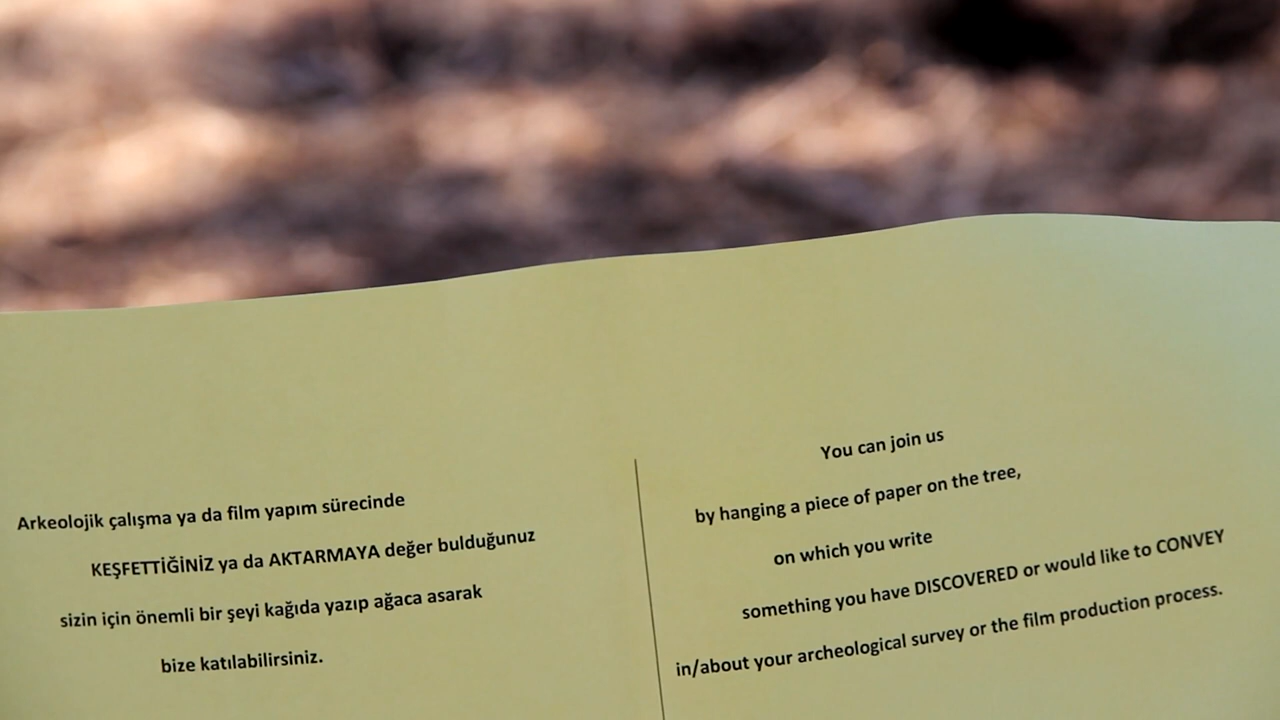 Arkeolojik çalışma ya da film yapım sürecinde
KEŞFETTİĞİNİZ ya da AKTARMAYA değer bulduğunuz
sizin için önemli bir şeyi kağıda yazıp ağaca asarak
bize katılabilirsiniz.
You can join us
by hanging a piece of paper on the tree,
on which you write
something you have DISCOVERED or would like to CONVEY
in/about your archeological survey or the film production process.